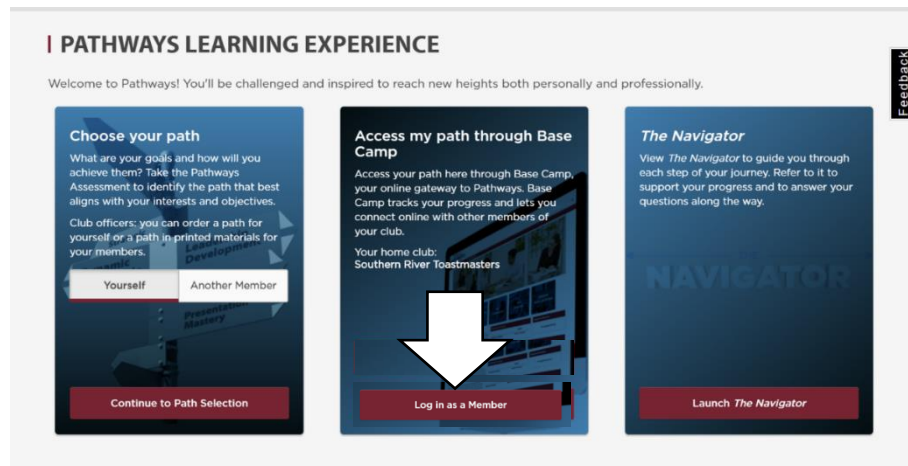 PATHWAYS LEARNING EXPERIENCE
Welcome to Pathways! You'll be challenged and inspired to reach new heights both personally and professionally.
Feedback
Choose your path
What are your goals and how will you
achieve them? Take the Pathways
Assessment to identify the path that best
aligns with your interests and objectives.
Club officers: you can order a path for
yourself or a path in printed materials for
your members.
Leadership
Development
Dynamic
Yourself
Another Member
Presentation
Mastery
Continue to Path Selection
Access my path through Base
Camp
Access your path here through Base Camp,
your online gateway to Pathways. Base
Camp tracks your progress and lets you
connect online with other members of
your club.
Your home club:
Southern River Toastmasters
Log in as a Member
The Navigator
View The Navigator to guide you through
each step of your journey. Refer to it to
support your progress and to answer your
questions along the way.
NAVIGATOR
Launch The Navigator